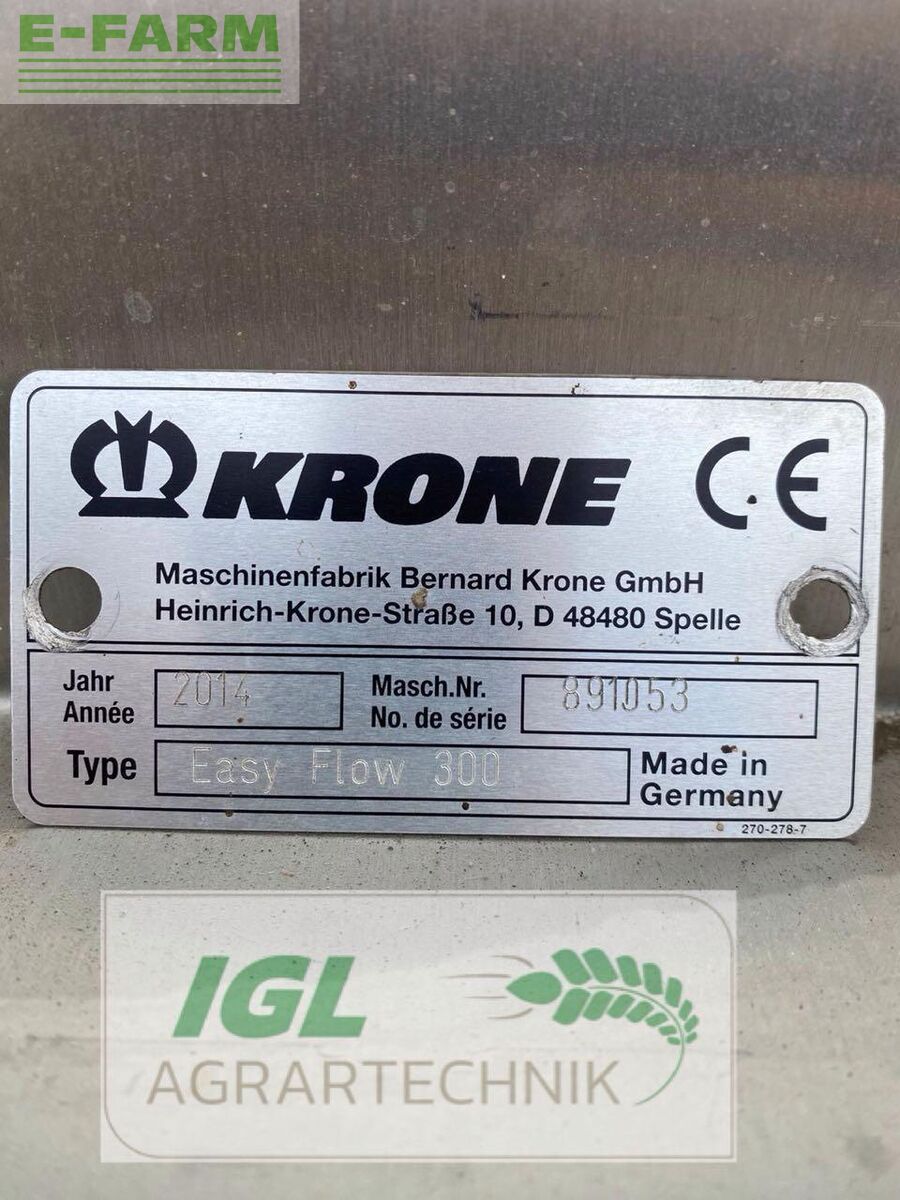 E-FARM
KRONE CE
Maschinenfabrik Bernard Krone GmbH
Heinrich-Krone-Straße 10, D 48480 Spelle
Jahr
Année
2014
Masch.Nr.
No. de série
891053
Type
Easy Flow 300
Made in
Germany
270-278-7
IGL
AGRARTECHNIK